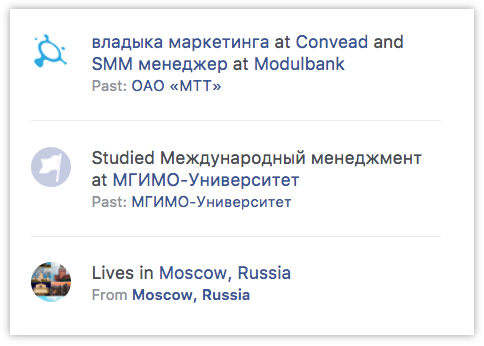 владыка маркетинга at Convead and
SMM менеджер at Modulbank
Past: ОАО «МТТ»
Studied Международный менеджмент
at МГИМО-Университет
Past: МГИМО-Университет
Lives in Moscow, Russia
From Moscow, Russia